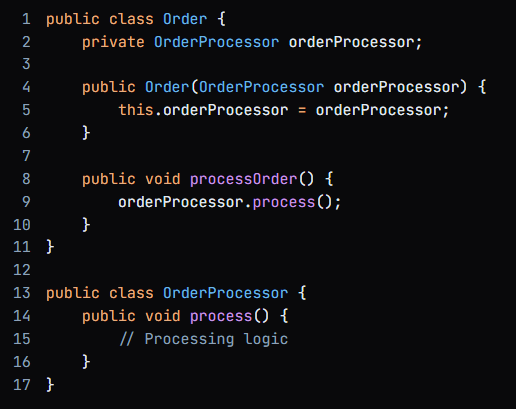 1 public class Order {
2     private OrderProcessor orderProcessor;
3
4     public Order(OrderProcessor orderProcessor) {
5         this.orderProcessor = orderProcessor;
6     }
7
8     public void processOrder() {
9         orderProcessor.process();
10     }
11 }
12
13 public class OrderProcessor {
14     public void process() {
15         // Processing logic
16     }
17 }